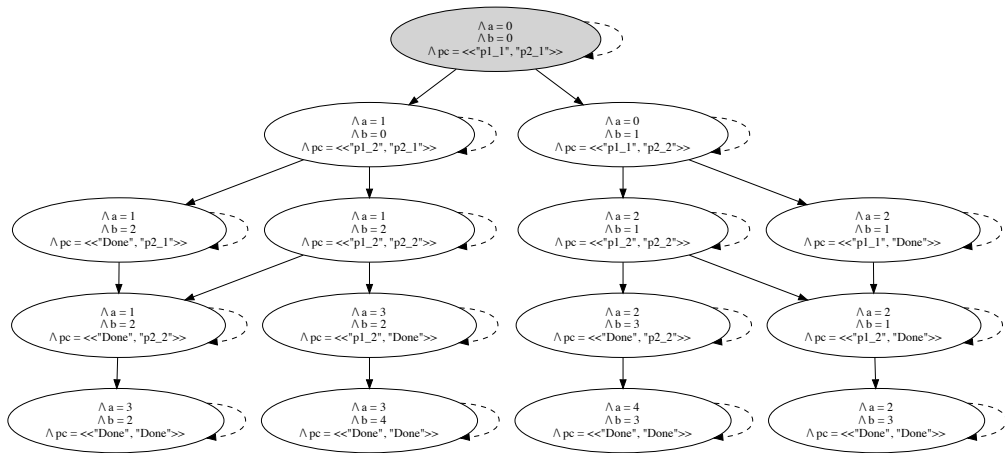 /\ a = 0
/\ b = 0
/\ pc = <<"p1_1", "p2_1">>
/\ a = 1
/\ b = 0
/\ pc = <<"p1_2", "p2_1">>
/\ a = 0
/\ b = 1
/\ pc = <<"p1_1", "p2_2">>
/\ a = 1
/\ b = 2
/\ pc = <<"Done", "p2_1">>
/\ a = 1
/\ b = 2
/\ pc = <<"p1_2", "p2_2">>
/\ a = 2
/\ b = 1
/\ pc = <<"p1_2", "p2_2">>
/\ a = 2
/\ b = 1
/\ pc = <<"p1_1", "Done">>
/\ a = 1
/\ b = 2
/\ pc = <<"Done", "p2_2">>
/\ a = 3
/\ b = 2
/\ pc = <<"p1_2", "Done">>
/\ a = 2
/\ b = 3
/\ pc = <<"Done", "p2_2">>
/\ a = 2
/\ b = 1
/\ pc = <<"p1_2", "Done">>
/\ a = 3
/\ b = 2
/\ pc = <<"Done", "Done">>
/\ a = 3
/\ b = 4
/\ pc = <<"Done", "Done">>
/\ a = 4
/\ b = 3
/\ pc = <<"Done", "Done">>
/\ a = 2
/\ b = 3
/\ pc = <<"Done", "Done">>